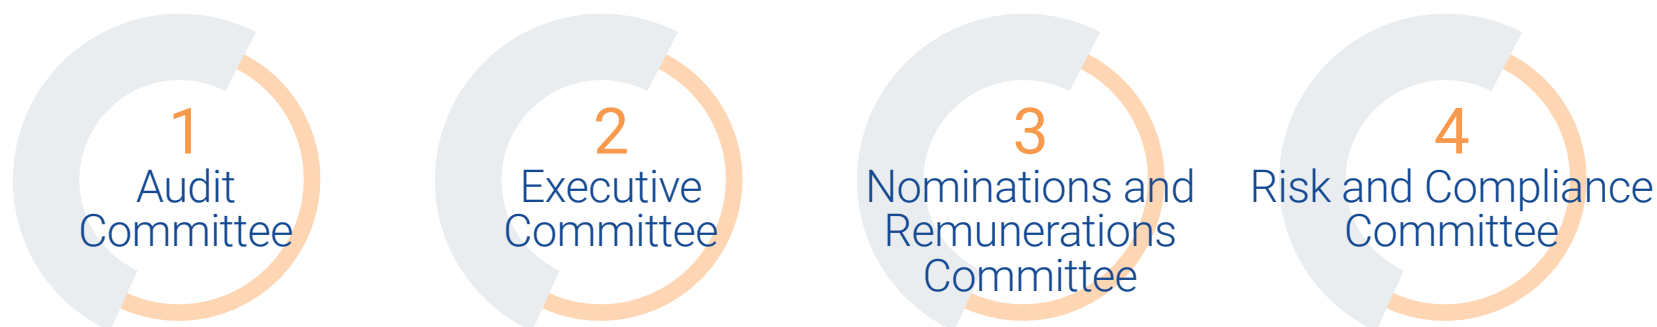 1
Audit
Committee
2
Executive
Committee
3
Nominations and
Remunerations
Committee
4
Risk and Compliance
Committee